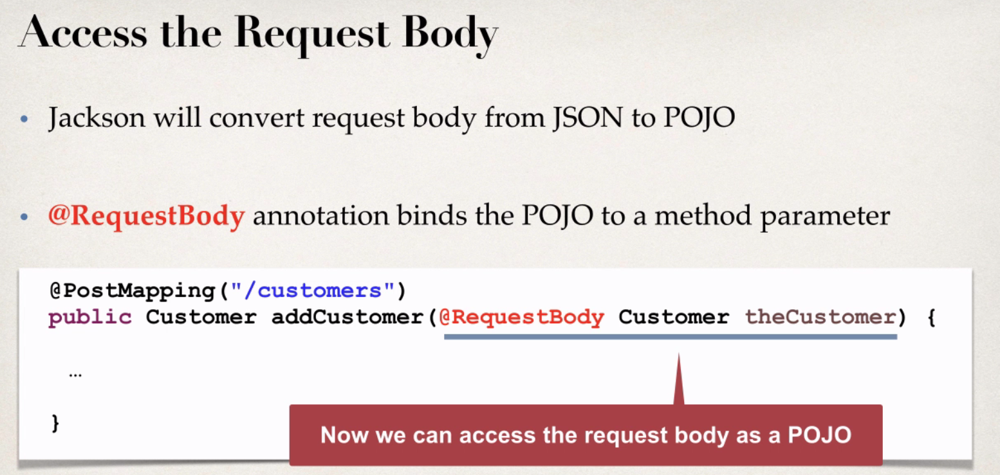 Access the Request Body
• Jackson will convert request body from JSON to POJO
• @RequestBody annotation binds the POJO to a method parameter
@PostMapping("/customers")
public Customer addCustomer(@RequestBody Customer theCustomer) {
…
}
Now we can access the request body as a POJO